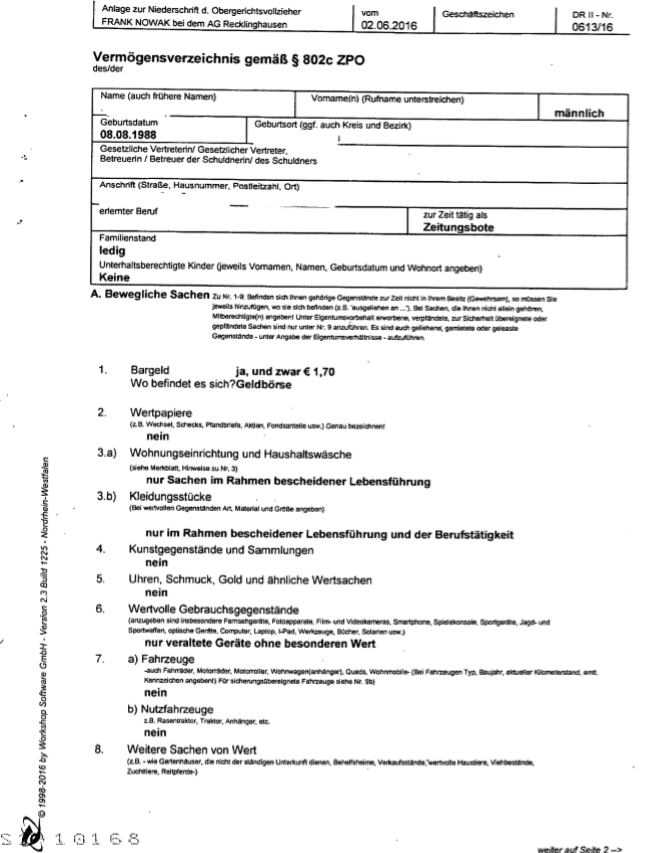 Anlage zur Niederschrift d. Obergerichtsvollzieher
FRANK NOWAK bei dem AG Recklinghausen
vom
02.06.2016
Geschäftszeichen
DR II - Nr.
0613/16
Vermögensverzeichnis gemäß § 802c ZPO
des/der
Name (auch frühere Namen)
Vorname(n) (Rufname unterstreichen)
männlich
Geburtsdatum
08.08.1988
Geburtsort (ggf. auch Kreis und Bezirk)
Gesetzliche Vertreterin/ Gesetzlicher Vertreter,
Betreuerin / Betreuer der Schuldnerin/ des Schuldners
Anschrift (Straße, Hausnummer, Postleitzahl, Ort)
erlernter Beruf
zur Zeit tätig als
Zeitungsbote
Familienstand
ledig
Unterhaltsberechtigte Kinder (jeweils Vornamen, Namen, Geburtsdatum und Wohnort angeben)
Keine
A. Bewegliche Sachen Zu Nr. 1-9: Befinden sich Ihnen gehörige Gegenstände zur Zeit nicht in Ihrem Besitz (Gewahrsam), so müssen Sie
jeweils hinzufügen, wo sie sich befinden (z.B. "ausgeliehen an ..."). Bei Sachen, die Ihnen nicht allein gehören,
Mitberechtigte(n) angeben! Unter Eigentumsvorbehalt erworbene, verpfändete, zur Sicherheit übereignete oder
gepfändete Sachen sind nur unter Nr. 9 anzuführen. Es sind auch geliehene, gemietete oder geleaste
Gegenstände - unter Angabe der Eigentumsverhältnisse - aufzuführen.
1. Bargeld ja, und zwar € 1,70
Wo befindet es sich?Geldbörse
2. Wertpapiere
(z.B. Wechsel, Schecks, Pfandbriefe, Aktien, Fondsanteile usw.) Genau bezeichnen!
nein
3.a) Wohnungseinrichtung und Haushaltswäsche
(siehe Merkblatt, Hinweise zu Nr. 3)
nur Sachen im Rahmen bescheidener Lebensführung
3.b) Kleidungsstücke
(Bei wertvollen Gegenständen Art, Material und Größe angeben)
nur im Rahmen bescheidener Lebensführung und der Berufstätigkeit
4. Kunstgegenstände und Sammlungen
nein
5. Uhren, Schmuck, Gold und ähnliche Wertsachen
nein
6. Wertvolle Gebrauchsgegenstände
(anzugeben sind insbesondere Fernsehgeräte, Fotoapparate, Film- und Videokameras, Smartphone, Spielekonsole, Sportgeräte, Jagd- und
Sportwaffen, optische Geräte, Computer, Laptop, I-Pad, Werkzeuge, Bücher, Solarien usw.)
nur veraltete Geräte ohne besonderen Wert
7. a) Fahrzeuge
-auch Fahrräder, Motorräder, Motorroller, Wohnwagen(anhänger), Quads, Wohnmobile- (Bei Fahrzeugen Typ, Baujahr, aktueller Kilometerstand, amt.
Kennzeichen angeben!) Für sicherungsübereignete Fahrzeuge siehe Nr. 9b)
nein
b) Nutzfahrzeuge
z.B. Rasentraktor, Traktor, Anhänger, etc.
nein
8. Weitere Sachen von Wert
(z.B. - wie Gartenhäuser, die nicht der ständigen Unterkunft dienen, Behelfsheime, Verkaufsstände, wertvolle Haustiere, Viehbestände,
Zuchttiere, Reitpferde-)
© 1998-2016 by Workshop Software GmbH - Version 2.3 Build 1225 - Nordrhein-Westfalen
10168
weiter auf Seite 2 -->